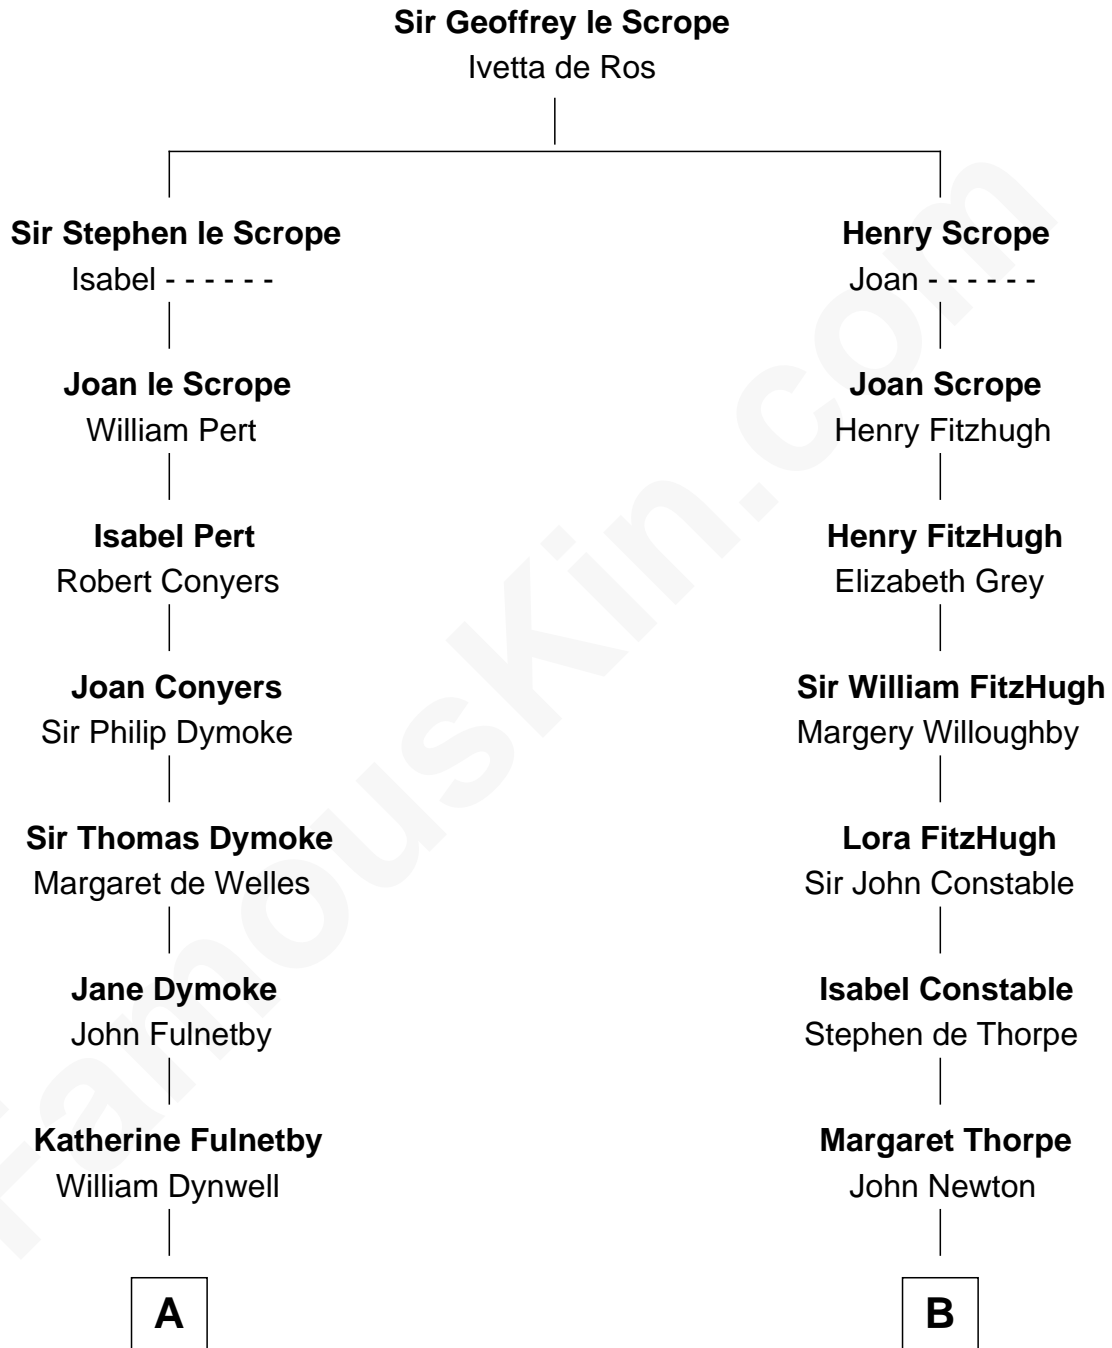 Sir Geoffrey le Scrope
Ivetta de Ros
Sir Stephen le Scrope
Isabel - - - - - -
Joan le Scrope
William Pert
Isabel Pert
Robert Conyers
Joan Conyers
Sir Philip Dymoke
Sir Thomas Dymoke
Margaret de Welles
Jane Dymoke
John Fulnetby
Katherine Fulnetby
William Dynwell
A
Henry Scrope
Joan - - - - - -
Joan Scrope
Henry Fitzhugh
Henry FitzHugh
Elizabeth Grey
Sir William FitzHugh
Margery Willoughby
Lora FitzHugh
Sir John Constable
Isabel Constable
Stephen de Thorpe
Margaret Thorpe
John Newton
B
FamousKin.com